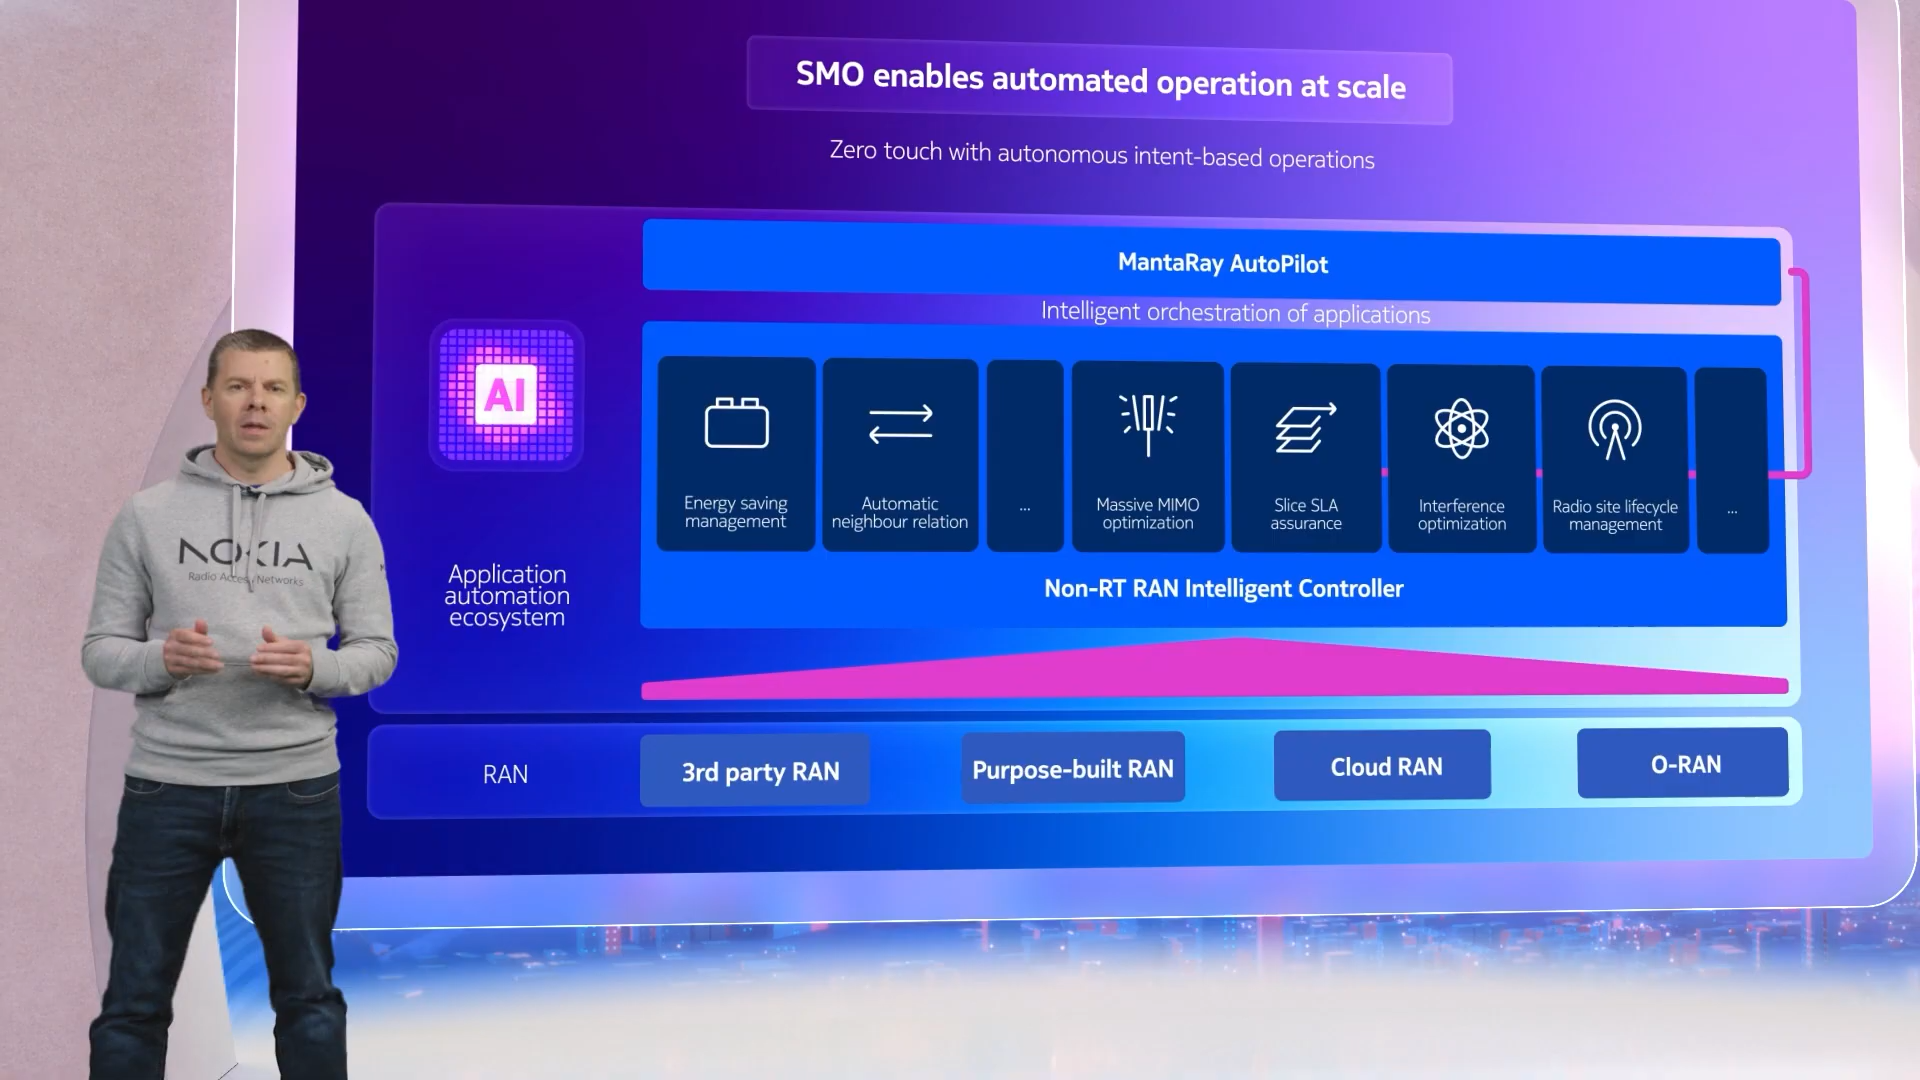 SMO enables automated operation at scale
Zero touch with autonomous intent-based operations
MantaRay AutoPilot
Intelligent orchestration of applications
AI
Application
automation
ecosystem
Energy saving
management
Automatic
neighbour relation
...
Massive MIMO
optimization
Slice SLA
assurance
Interference
optimization
Radio site lifecycle
management
...
Non-RT RAN Intelligent Controller
RAN
3rd party RAN
Purpose-built RAN
Cloud RAN
O-RAN
NOKIA
Radio Access Networks